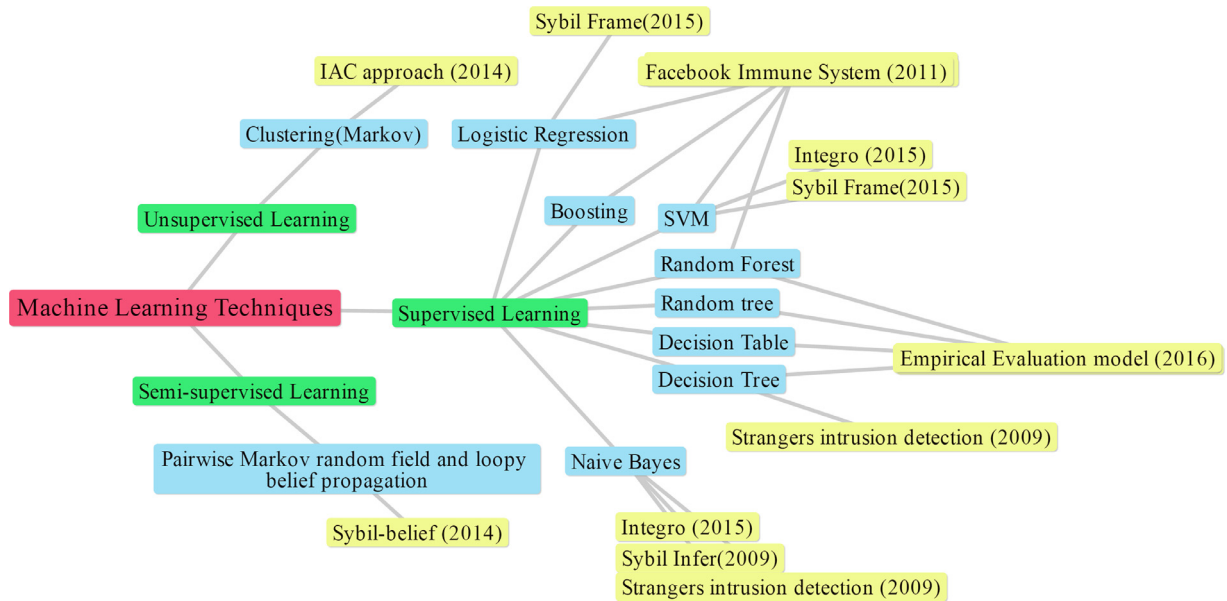 Sybil Frame(2015)
IAC approach (2014)
Facebook Immune System (2011)
Clustering(Markov)
Logistic Regression
Integro (2015)
Sybil Frame(2015)
Unsupervised Learning
Boosting
SVM
Random Forest
Machine Learning Techniques
Supervised Learning
Random tree
Decision Table
Empirical Evaluation model (2016)
Decision Tree
Semi-supervised Learning
Strangers intrusion detection (2009)
Pairwise Markov random field and loopy
belief propagation
Naive Bayes
Sybil-belief (2014)
Integro (2015)
Sybil Infer(2009)
Strangers intrusion detection (2009)